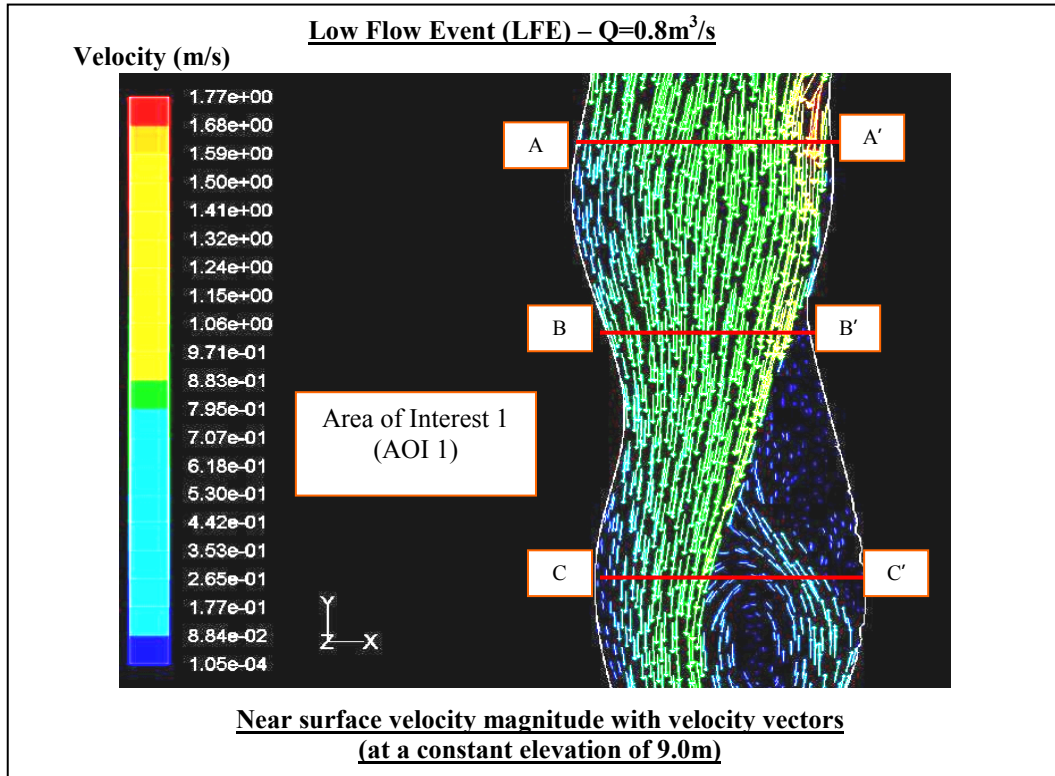 Low Flow Event (LFE) – Q=0.8m³/s
Velocity (m/s)
1.77e+00
1.68e+00
1.59e+00
1.50e+00
1.41e+00
1.32e+00
1.24e+00
1.15e+00
1.06e+00
9.71e-01
8.83e-01
7.95e-01
7.07e-01
6.18e-01
5.30e-01
4.42e-01
3.53e-01
2.65e-01
1.77e-01
8.84e-02
1.05e-04
A
A′
B
B′
Area of Interest 1
(AOI 1)
C
C′
Y
Z
X
Near surface velocity magnitude with velocity vectors
(at a constant elevation of 9.0m)